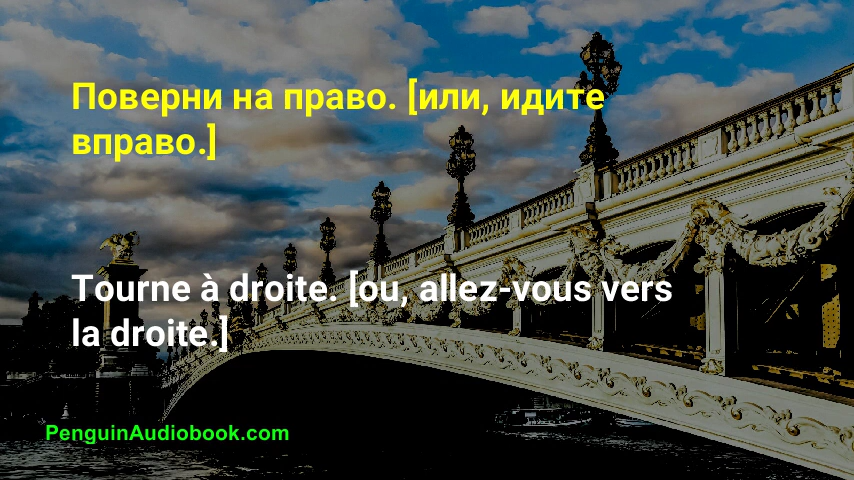 Поверни на право. [или, идите
вправо.]
Tourne à droite. [ou, allez-vous vers
la droite.]
PenguinAudiobook.com